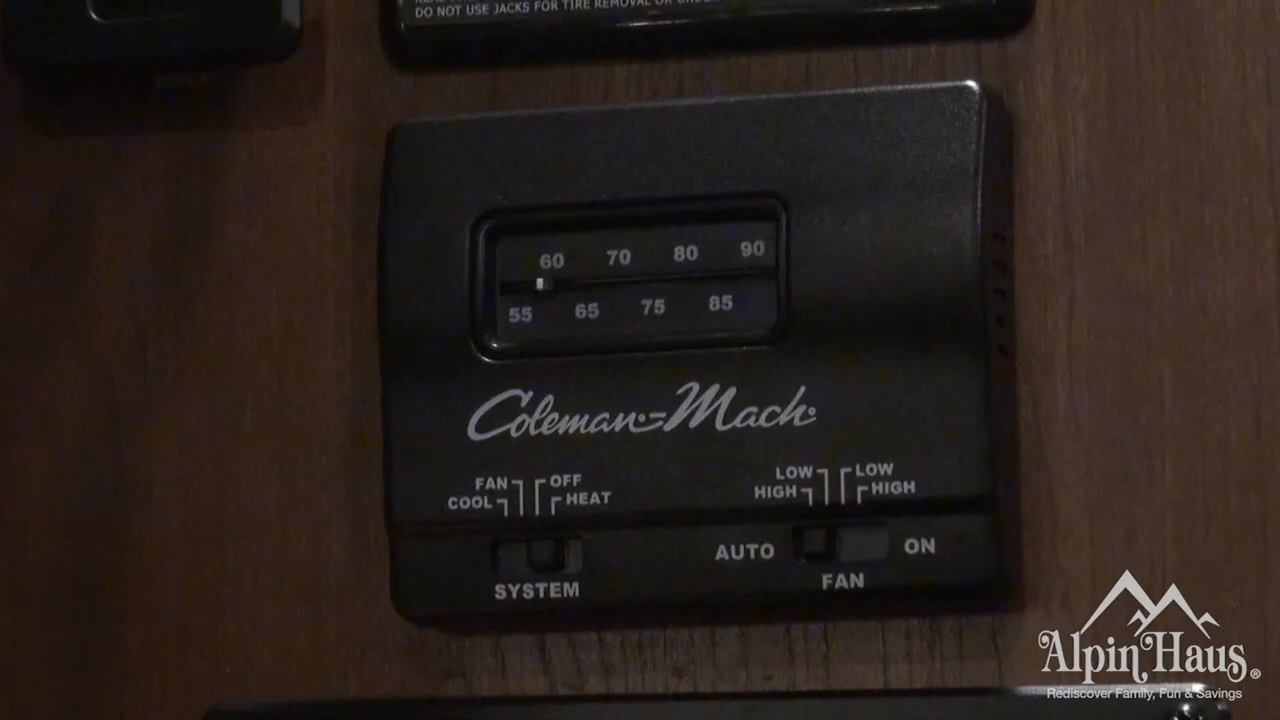 DO NOT USE JACKS FOR TIRE REMOVAL OR
60 70 80 90
55 65 75 85
Coleman-Mach
FAN OFF
COOL HEAT
LOW LOW
HIGH HIGH
AUTO ON
SYSTEM
FAN
Alpin Haus®
Rediscover Family, Fun & Savings